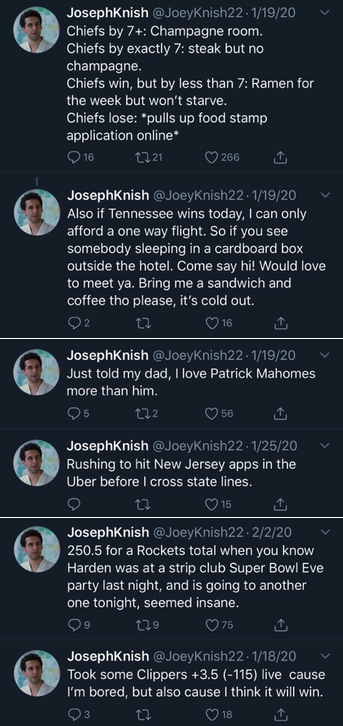 JosephKnish @JoeyKnish22 · 1/19/20
Chiefs by 7+: Champagne room.
Chiefs by exactly 7: steak but no
champagne.
Chiefs win, but by less than 7: Ramen for
the week but won’t starve.
Chiefs lose: *pulls up food stamp
application online*
16 21 266
JosephKnish @JoeyKnish22 · 1/19/20
Also if Tennessee wins today, I can only
afford a one way flight. So if you see
somebody sleeping in a cardboard box
outside the hotel. Come say hi! Would love
to meet ya. Bring me a sandwich and
coffee tho please, it’s cold out.
2 16
JosephKnish @JoeyKnish22 · 1/19/20
Just told my dad, I love Patrick Mahomes
more than him.
5 2 56
JosephKnish @JoeyKnish22 · 1/25/20
Rushing to hit New Jersey apps in the
Uber before I cross state lines.
15
JosephKnish @JoeyKnish22 · 2/2/20
250.5 for a Rockets total when you know
Harden was at a strip club Super Bowl Eve
party last night, and is going to another
one tonight, seemed insane.
9 9 75
JosephKnish @JoeyKnish22 · 1/18/20
Took some Clippers +3.5 (-115) live cause
I’m bored, but also cause I think it will win.
3 18